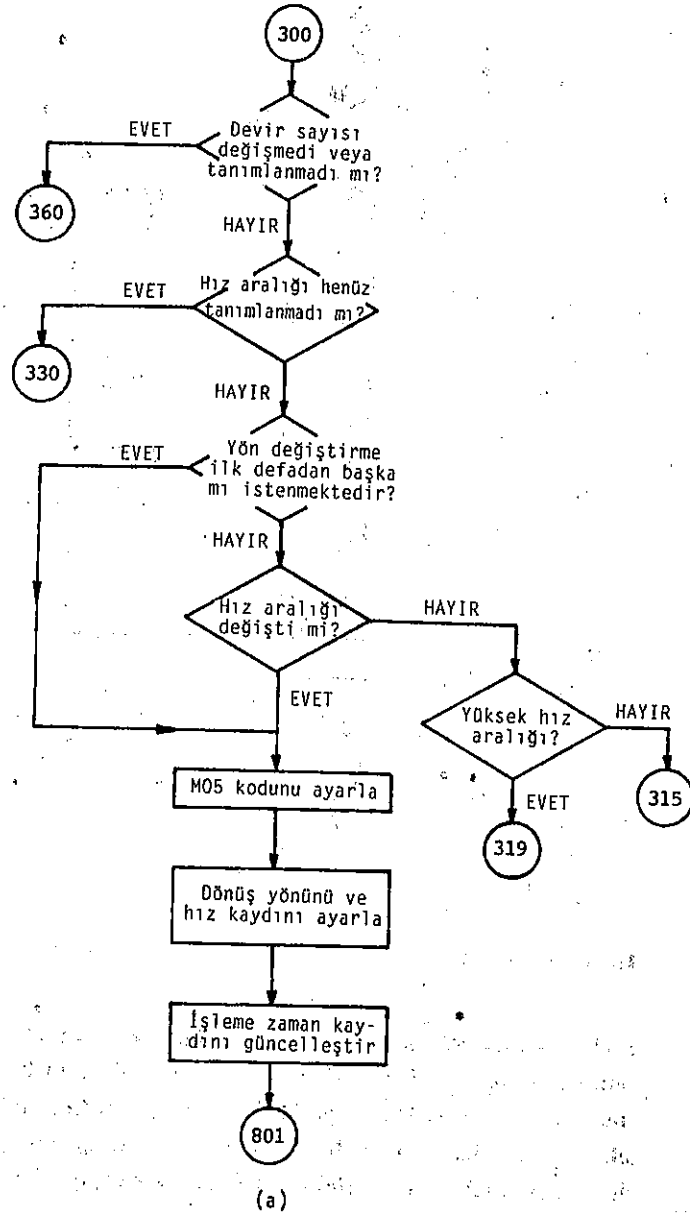 300
Devir sayısı
değişmedi veya
tanımlanmadı mı?
EVET
360
HAYIR
Hız aralığı henüz
tanımlanmadı mı?
EVET
330
HAYIR
Yön değiştirme
ilk defadan başka
mı istenmektedir?
EVET
HAYIR
Hız aralığı
değişti mi?
HAYIR
EVET
Yüksek hız
aralığı?
HAYIR
315
EVET
319
M05 kodunu ayarla
Dönüş yönünü ve
hız kaydını ayarla
İşleme zaman kay-
dını güncelleştir
801
(a)